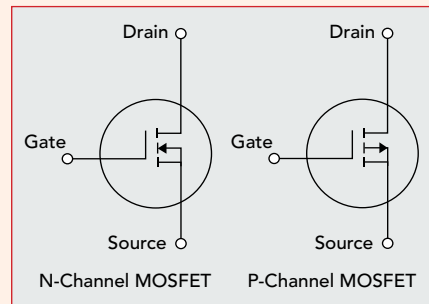 Drain Drain
Gate Gate
Source Source
N-Channel MOSFET P-Channel MOSFET